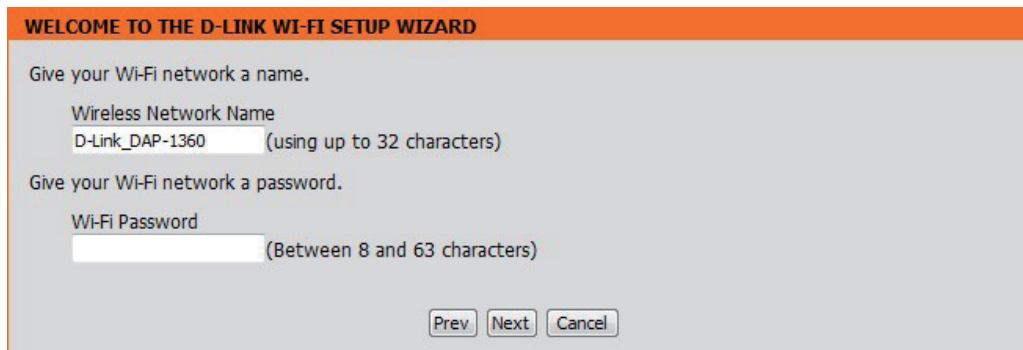 WELCOME TO THE D-LINK WI-FI SETUP WIZARD
Give your Wi-Fi network a name.
Wireless Network Name
D-Link_DAP-1360 (using up to 32 characters)
Give your Wi-Fi network a password.
Wi-Fi Password
(Between 8 and 63 characters)
Prev Next Cancel